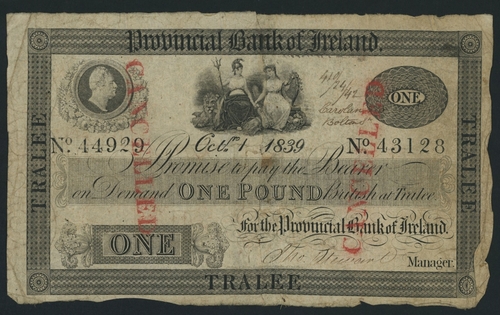 Provincial Bank of Ireland.
ONE
TRALEE
TRALEE
CANCELLED
CANCELLED
No. 44929
Octr. 1 1839
No. 43128
I Promise to pay the Bearer
on Demand ONE POUND British at Tralee
For the Provincial Bank of Ireland.
ONE
Manager.
TRALEE